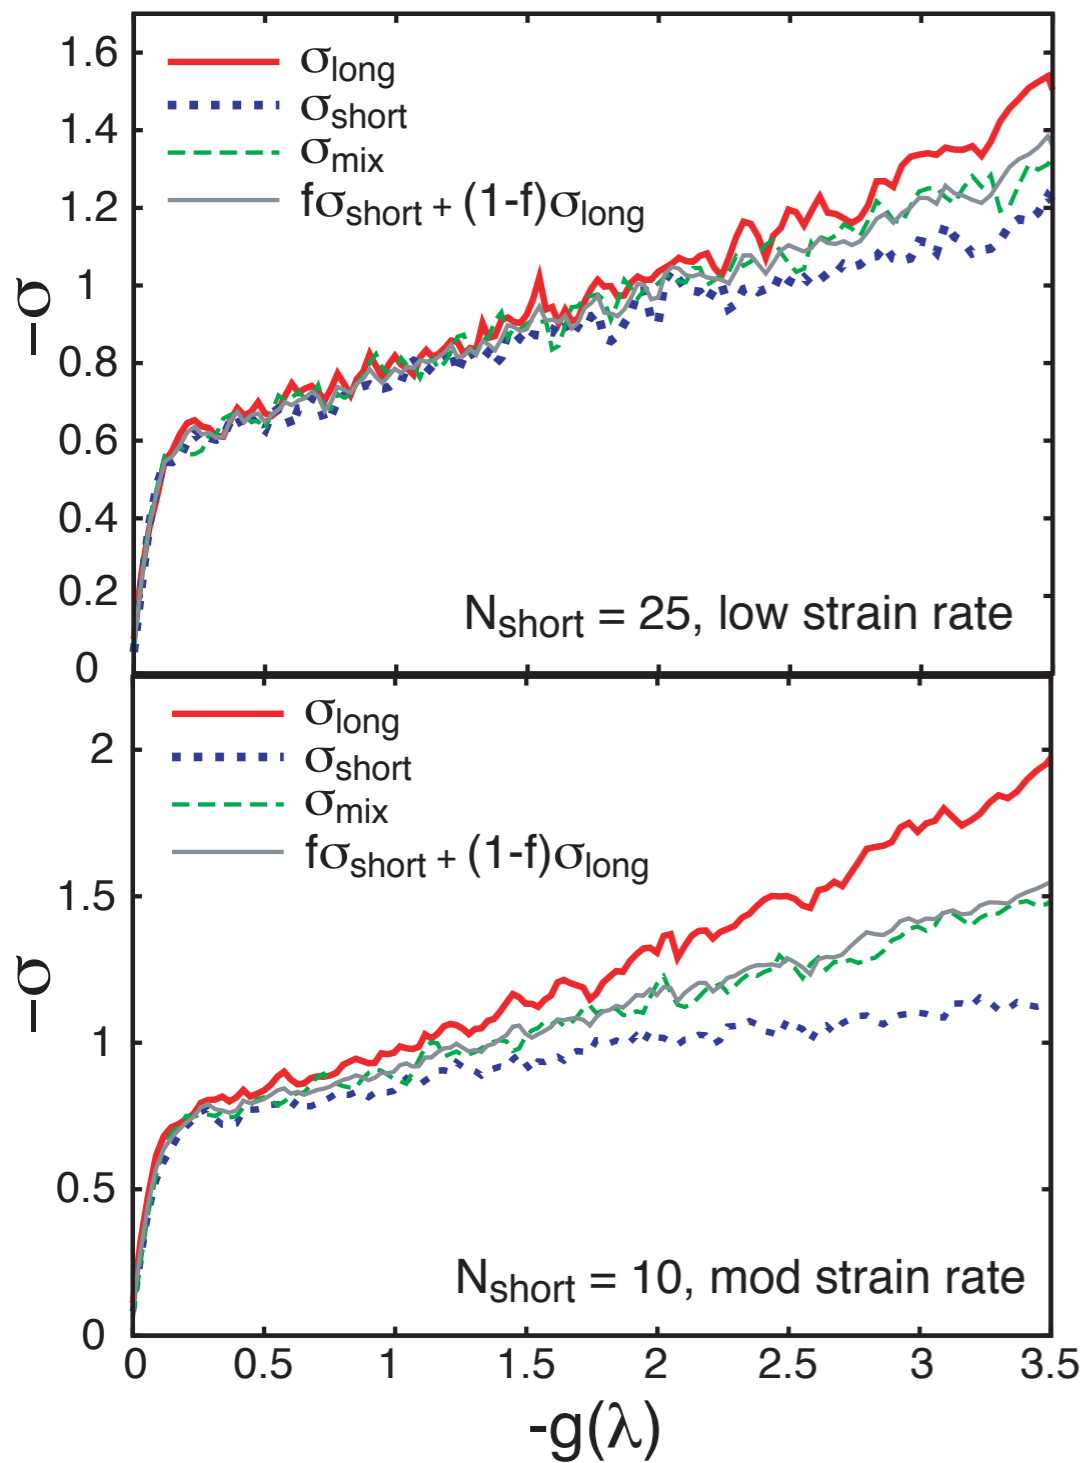 1.6
1.4
1.2
1
0.8
0.6
0.4
0.2
0
−σ
σlong
σshort
σmix
fσshort + (1-f)σlong
Nshort = 25, low strain rate
2
1.5
1
0.5
0
−σ
σlong
σshort
σmix
fσshort + (1-f)σlong
Nshort = 10, mod strain rate
0 0.5 1 1.5 2 2.5 3 3.5
-g(λ)